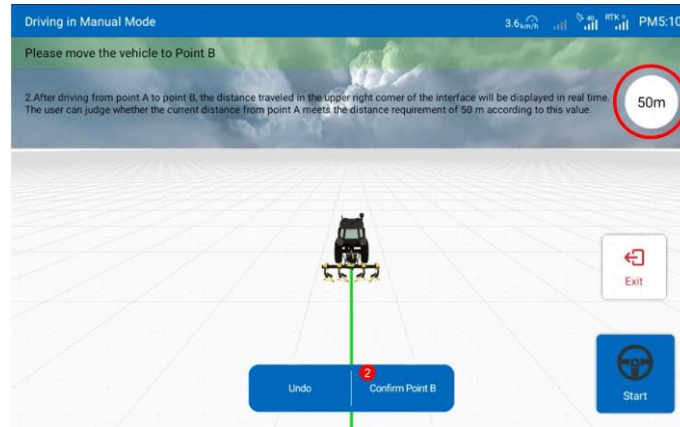 Driving in Manual Mode
3.6km/h
40
RTK
PM5:10
Please move the vehicle to Point B
2.After driving from point A to point B, the distance traveled in the upper right corner of the interface will be displayed in real time.
The user can judge whether the current distance from point A meets the distance requirement of 50 m according to this value.
50m
Exit
2
Undo
Confirm Point B
Start